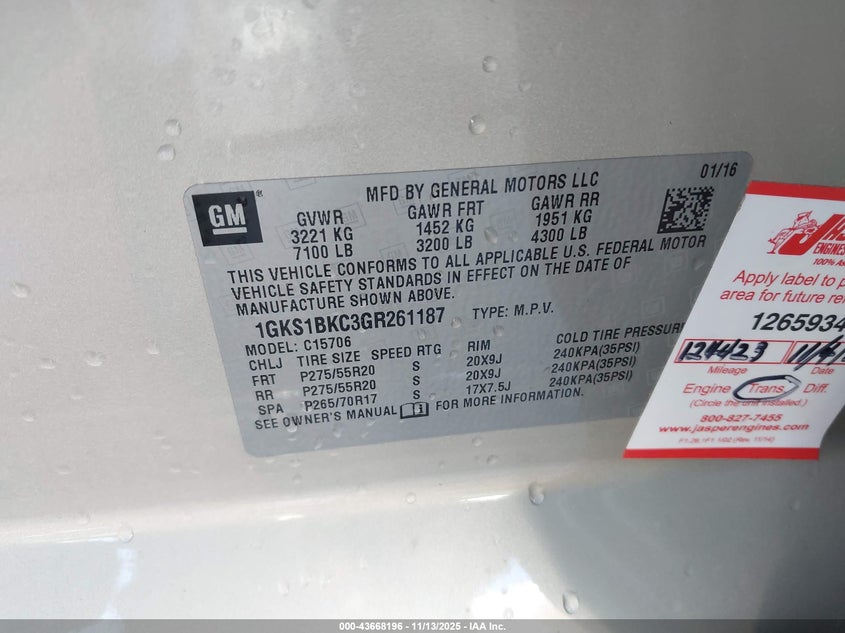 GM
MFD BY GENERAL MOTORS LLC
01/16
GVWR GAWR FRT GAWR RR
3221 KG 1452 KG 1951 KG
7100 LB 3200 LB 4300 LB
THIS VEHICLE CONFORMS TO ALL APPLICABLE U.S. FEDERAL MOTOR
VEHICLE SAFETY STANDARDS IN EFFECT ON THE DATE OF
MANUFACTURE SHOWN ABOVE.
1GKS1BKC3GR261187 TYPE: M.P.V.
MODEL: C15706
CHLJ TIRE SIZE SPEED RTG RIM COLD TIRE PRESSURE
FRT P275/55R20 S 20X9J 240KPA(35PSI)
RR P275/55R20 S 20X9J 240KPA(35PSI)
SPA P265/70R17 S 17X7.5J 240KPA(35PSI)
SEE OWNER'S MANUAL FOR MORE INFORMATION.
Apply label to
area for future
1265934
124423
Mileage Date
Engine Trans. Diff.
(Circle the unit installed.)
800-827-7455
www.jasperengines.com
000-43668196 - 11/13/2025 - IAA Inc.